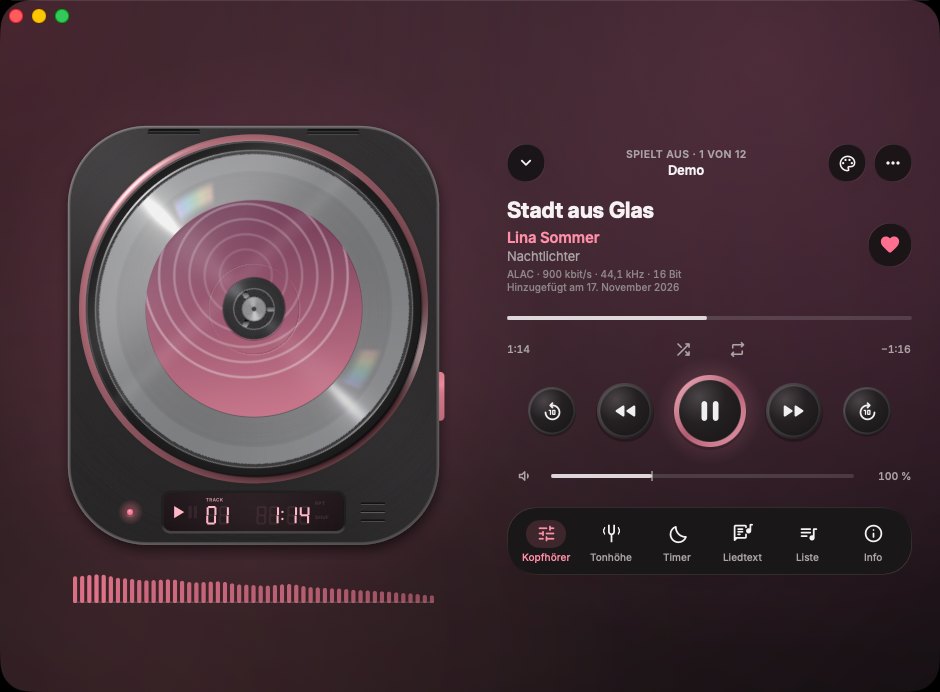 SPIELT AUS · 1 VON 12
Demo
Stadt aus Glas
Lina Sommer
Nachtlichter
ALAC · 900 kbit/s · 44,1 kHz · 16 Bit
Hinzugefügt am 17. November 2026
1:14
−1:16
10
10
100 %
TRACK
01
1:14
Kopfhörer
Tonhöhe
Timer
Liedtext
Liste
Info